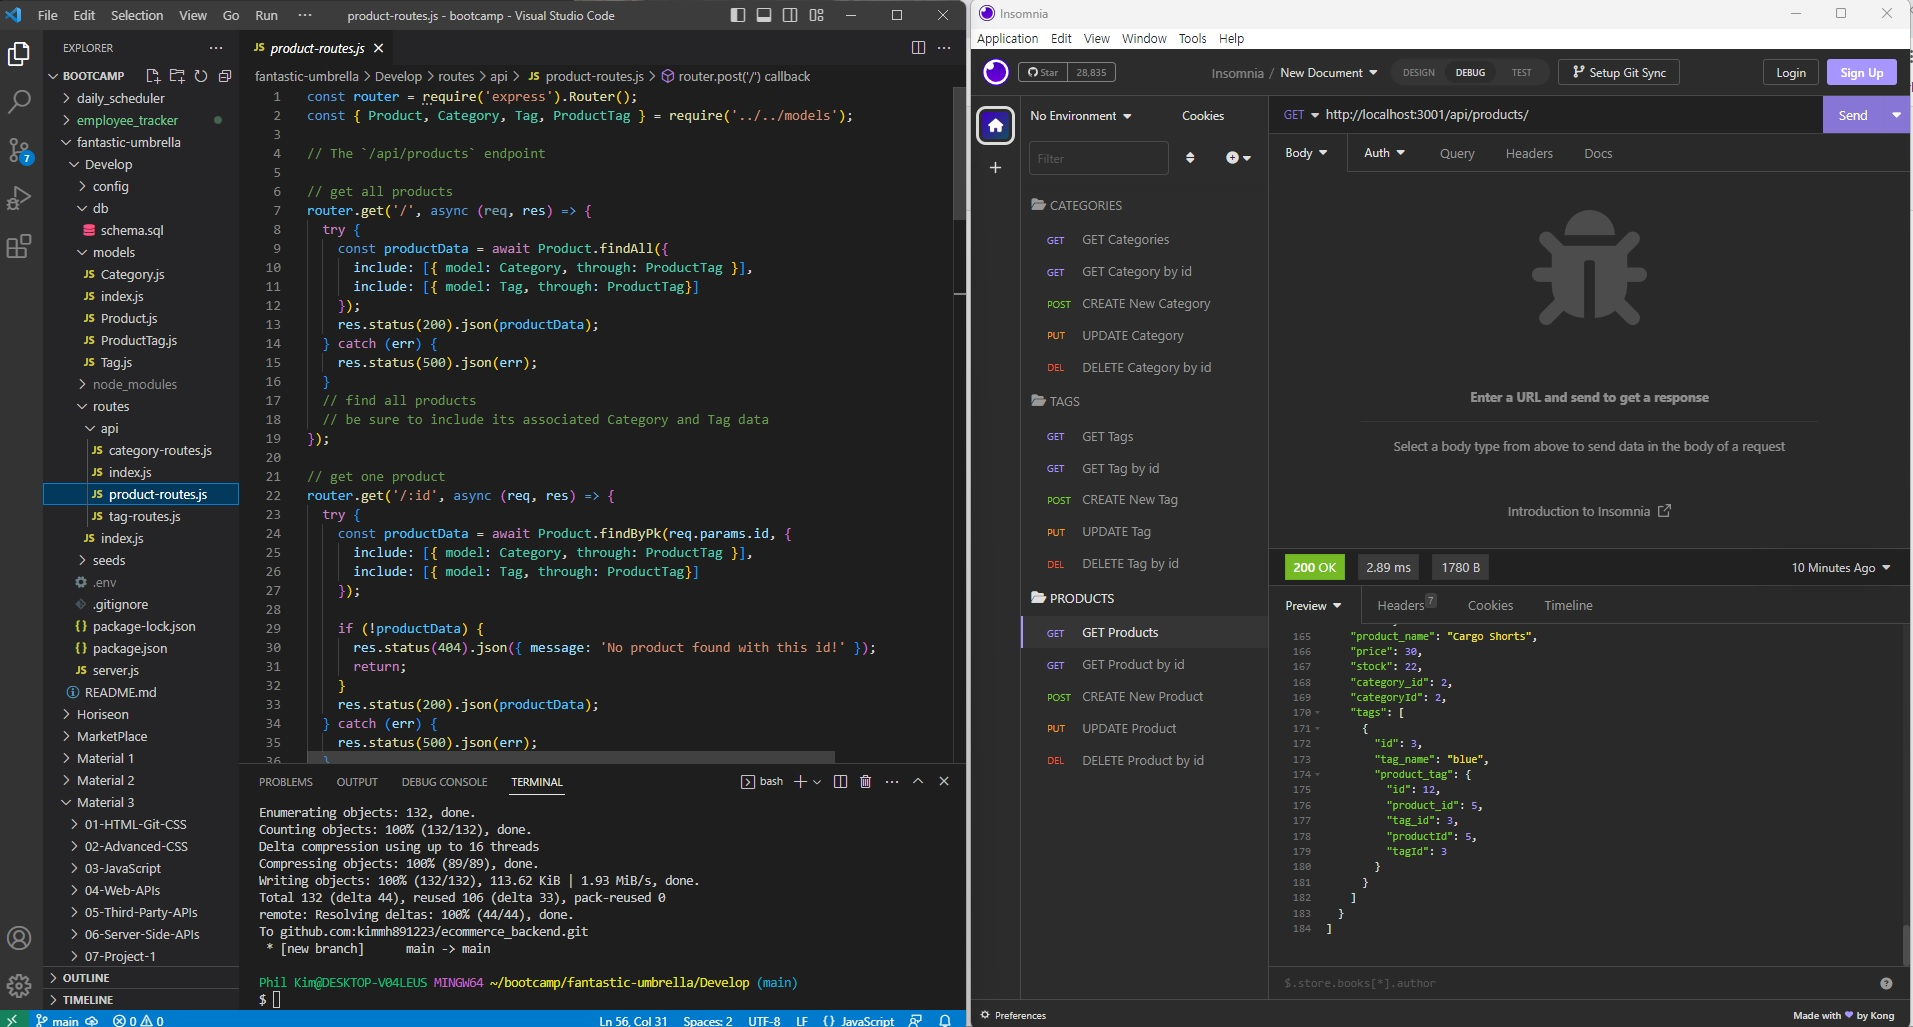 File Edit Selection View Go Run ··· product-routes.js - bootcamp - Visual Studio Code
EXPLORER
BOOTCAMP
daily_scheduler
employee_tracker
fantastic-umbrella
Develop
config
db
schema.sql
models
JS Category.js
JS index.js
JS Product.js
JS ProductTag.js
JS Tag.js
node_modules
routes
api
JS category-routes.js
JS index.js
JS product-routes.js
JS tag-routes.js
JS index.js
seeds
.env
.gitignore
{} package-lock.json
{} package.json
JS server.js
README.md
Horiseon
MarketPlace
Material 1
Material 2
Material 3
01-HTML-Git-CSS
02-Advanced-CSS
03-JavaScript
04-Web-APIs
05-Third-Party-APIs
06-Server-Side-APIs
07-Project-1
OUTLINE
TIMELINE
7
JS product-routes.js
fantastic-umbrella > Develop > routes > api > JS product-routes.js > router.post('/') callback
1 const router = require('express').Router();
2 const { Product, Category, Tag, ProductTag } = require('../../models');
3
4 // The `/api/products` endpoint
5
6 // get all products
7 router.get('/', async (req, res) => {
8 try {
9 const productData = await Product.findAll({
10 include: [{ model: Category, through: ProductTag }],
11 include: [{ model: Tag, through: ProductTag}]
12 });
13 res.status(200).json(productData);
14 } catch (err) {
15 res.status(500).json(err);
16 }
17 // find all products
18 // be sure to include its associated Category and Tag data
19 });
20
21 // get one product
22 router.get('/:id', async (req, res) => {
23 try {
24 const productData = await Product.findByPk(req.params.id, {
25 include: [{ model: Category, through: ProductTag }],
26 include: [{ model: Tag, through: ProductTag}]
27 });
28
29 if (!productData) {
30 res.status(404).json({ message: 'No product found with this id!' });
31 return;
32 }
33 res.status(200).json(productData);
34 } catch (err) {
35 res.status(500).json(err);
36 }
PROBLEMS OUTPUT DEBUG CONSOLE TERMINAL bash
Enumerating objects: 132, done.
Counting objects: 100% (132/132), done.
Delta compression using up to 16 threads
Compressing objects: 100% (89/89), done.
Writing objects: 100% (132/132), 113.62 KiB | 1.93 MiB/s, done.
Total 132 (delta 44), reused 106 (delta 33), pack-reused 0
remote: Resolving deltas: 100% (44/44), done.
To github.com:kimmh891223/ecommerce_backend.git
* [new branch] main -> main
Phil Kim@DESKTOP-V04LEUS MINGW64 ~/bootcamp/fantastic-umbrella/Develop (main)
$
main 0 0 Ln 56, Col 31 Spaces: 2 UTF-8 LF {} JavaScript
Insomnia
Application Edit View Window Tools Help
Star 28,835 Insomnia / New Document DESIGN DEBUG TEST Setup Git Sync Login Sign Up
No Environment Cookies
Filter
CATEGORIES
GET GET Categories
GET GET Category by id
POST CREATE New Category
PUT UPDATE Category
DEL DELETE Category by id
TAGS
GET GET Tags
GET GET Tag by id
POST CREATE New Tag
PUT UPDATE Tag
DEL DELETE Tag by id
PRODUCTS
GET GET Products
GET GET Product by id
POST CREATE New Product
PUT UPDATE Product
DEL DELETE Product by id
GET http://localhost:3001/api/products/ Send
Body Auth Query Headers Docs
Enter a URL and send to get a response
Select a body type from above to send data in the body of a request
Introduction to Insomnia
200 OK 2.89 ms 1780 B 10 Minutes Ago
Preview Headers 7 Cookies Timeline
165 "product_name": "Cargo Shorts",
166 "price": 30,
167 "stock": 22,
168 "category_id": 2,
169 "categoryId": 2,
170 "tags": [
171 {
172 "id": 3,
173 "tag_name": "blue",
174 "product_tag": {
175 "id": 12,
176 "product_id": 5,
177 "tag_id": 3,
178 "productId": 5,
179 "tagId": 3
180 }
181 }
182 ]
183 }
184 ]
$.store.books[*].author
Preferences Made with ♥ by Kong